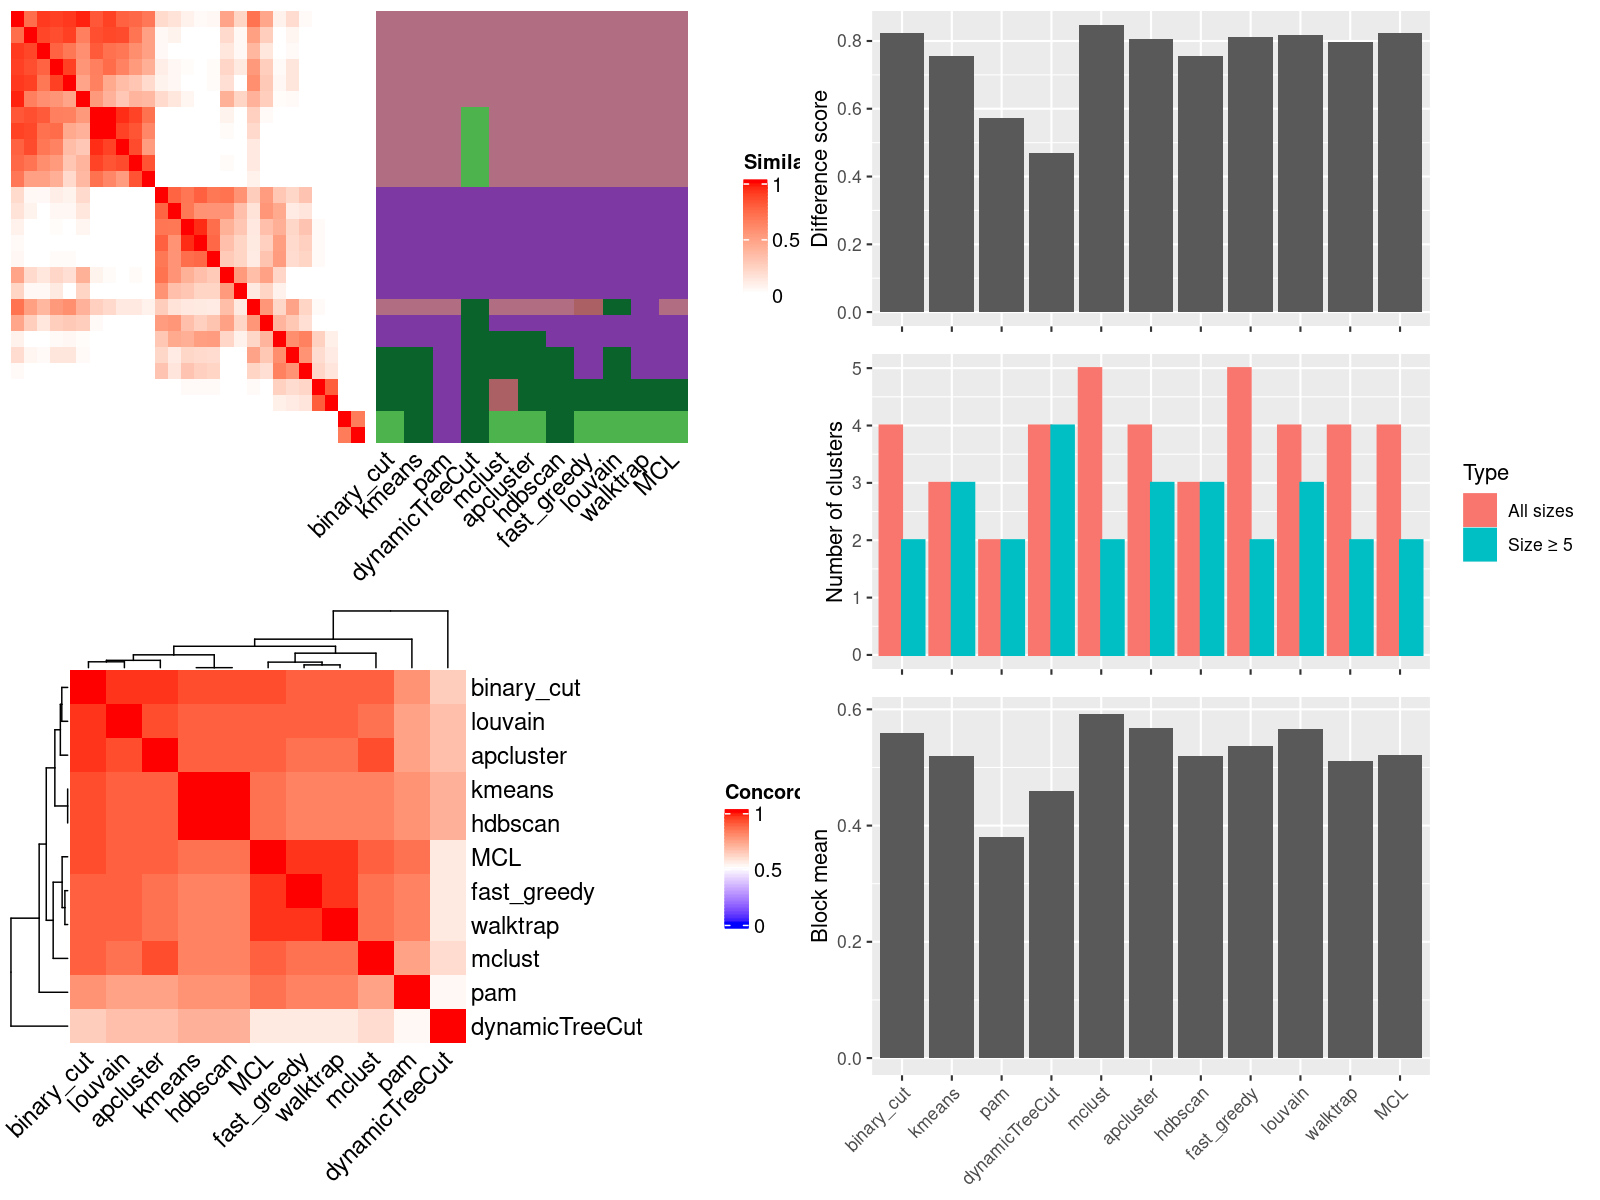 Simila
1
0.5
0
binary_cut
kmeans
pam
dynamicTreeCut
mclust
apcluster
hdbscan
fast_greedy
louvain
walktrap
MCL
binary_cut
louvain
apcluster
kmeans
hdbscan
MCL
fast_greedy
walktrap
mclust
pam
dynamicTreeCut
binary_cut
louvain
apcluster
kmeans
hdbscan
MCL
fast_greedy
walktrap
mclust
pam
dynamicTreeCut
Concord
1
0.5
0
Difference score
0.8
0.6
0.4
0.2
0.0
Number of clusters
5
4
3
2
1
0
Type
All sizes
Size ≥ 5
Block mean
0.6
0.4
0.2
0.0
binary_cut
kmeans
pam
dynamicTreeCut
mclust
apcluster
hdbscan
fast_greedy
louvain
walktrap
MCL